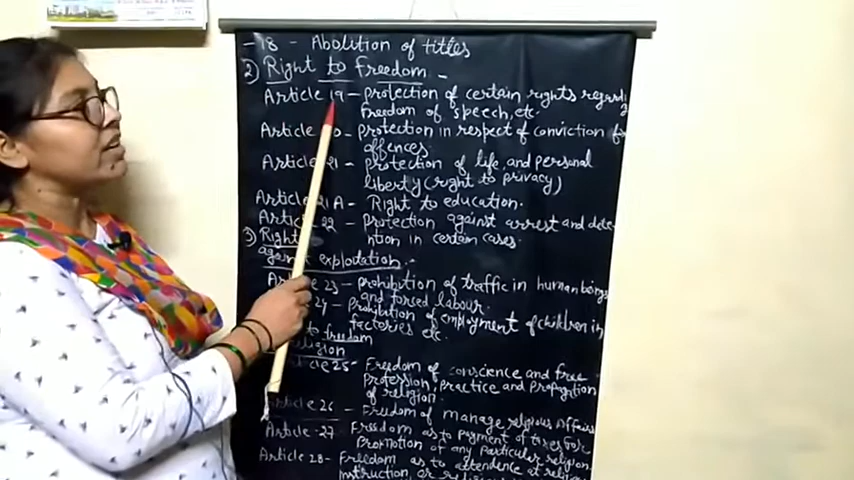 - 18 - Abolition of titles
2) Right to Freedom -
Article 19 - protection of certain rights regarding
Freedom of speech, etc.
Article 20 - protection in respect of conviction for
offences.
Article 21 - protection of life, and personal
liberty (right to privacy)
Article 21 A - Right to education.
Article 22 - protection against arrest and dete-
ntion in certain cases.
3) Right
against exploitation -
Article 23 - prohibition of traffic in human beings
and forced labour.
24 - Prohibition of employment of children in
factories etc.
to freedom
religion
Article 25 - Freedom of conscience and free
profession, practice and propagation
of religion.
Article 26 - Freedom of manage religious affairs
Article - 27 - Freedom as to payment of taxes for
promotion of any particular religion.
Article 28 - Freedom as to attendence at religi
instruction, or